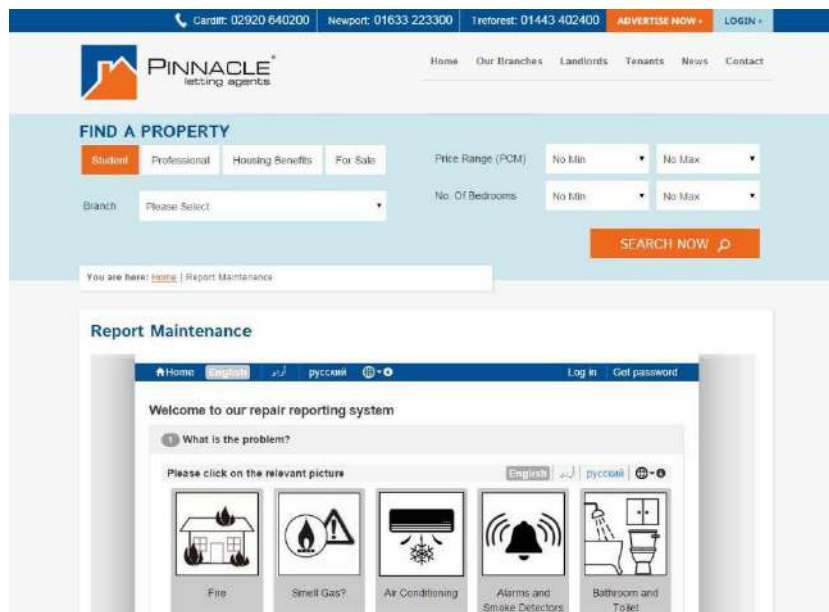 Cardiff: 02920 640200 Newport: 01633 223300 Treforest: 01443 402400 ADVERTISE NOW LOGIN
PINNACLE
letting agents
Home Our Branches Landlords Tenants News Contact
FIND A PROPERTY
Student Professional Housing Benefits For Sale
Price Range (PCM) No Min No Max
Branch Please Select
No. Of Bedrooms No Min No Max
SEARCH NOW
You are here: Home | Report Maintenance
Report Maintenance
Home English اُردو русский Log in Get password
Welcome to our repair reporting system
1 What is the problem?
Please click on the relevant picture English اُردو русский
Fire Smell Gas? Air Conditioning Alarms and Smoke Detectors Bathroom and Toilet